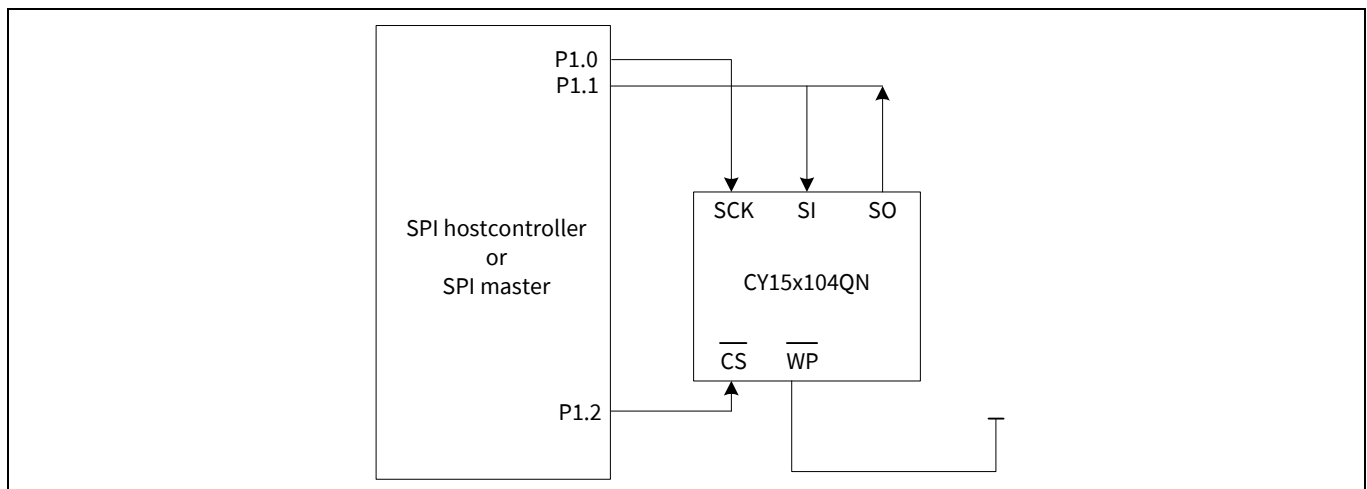 P1.0
P1.1
SCK SI SO
SPI hostcontroller
or
SPI master
CY15x104QN
CS WP
P1.2